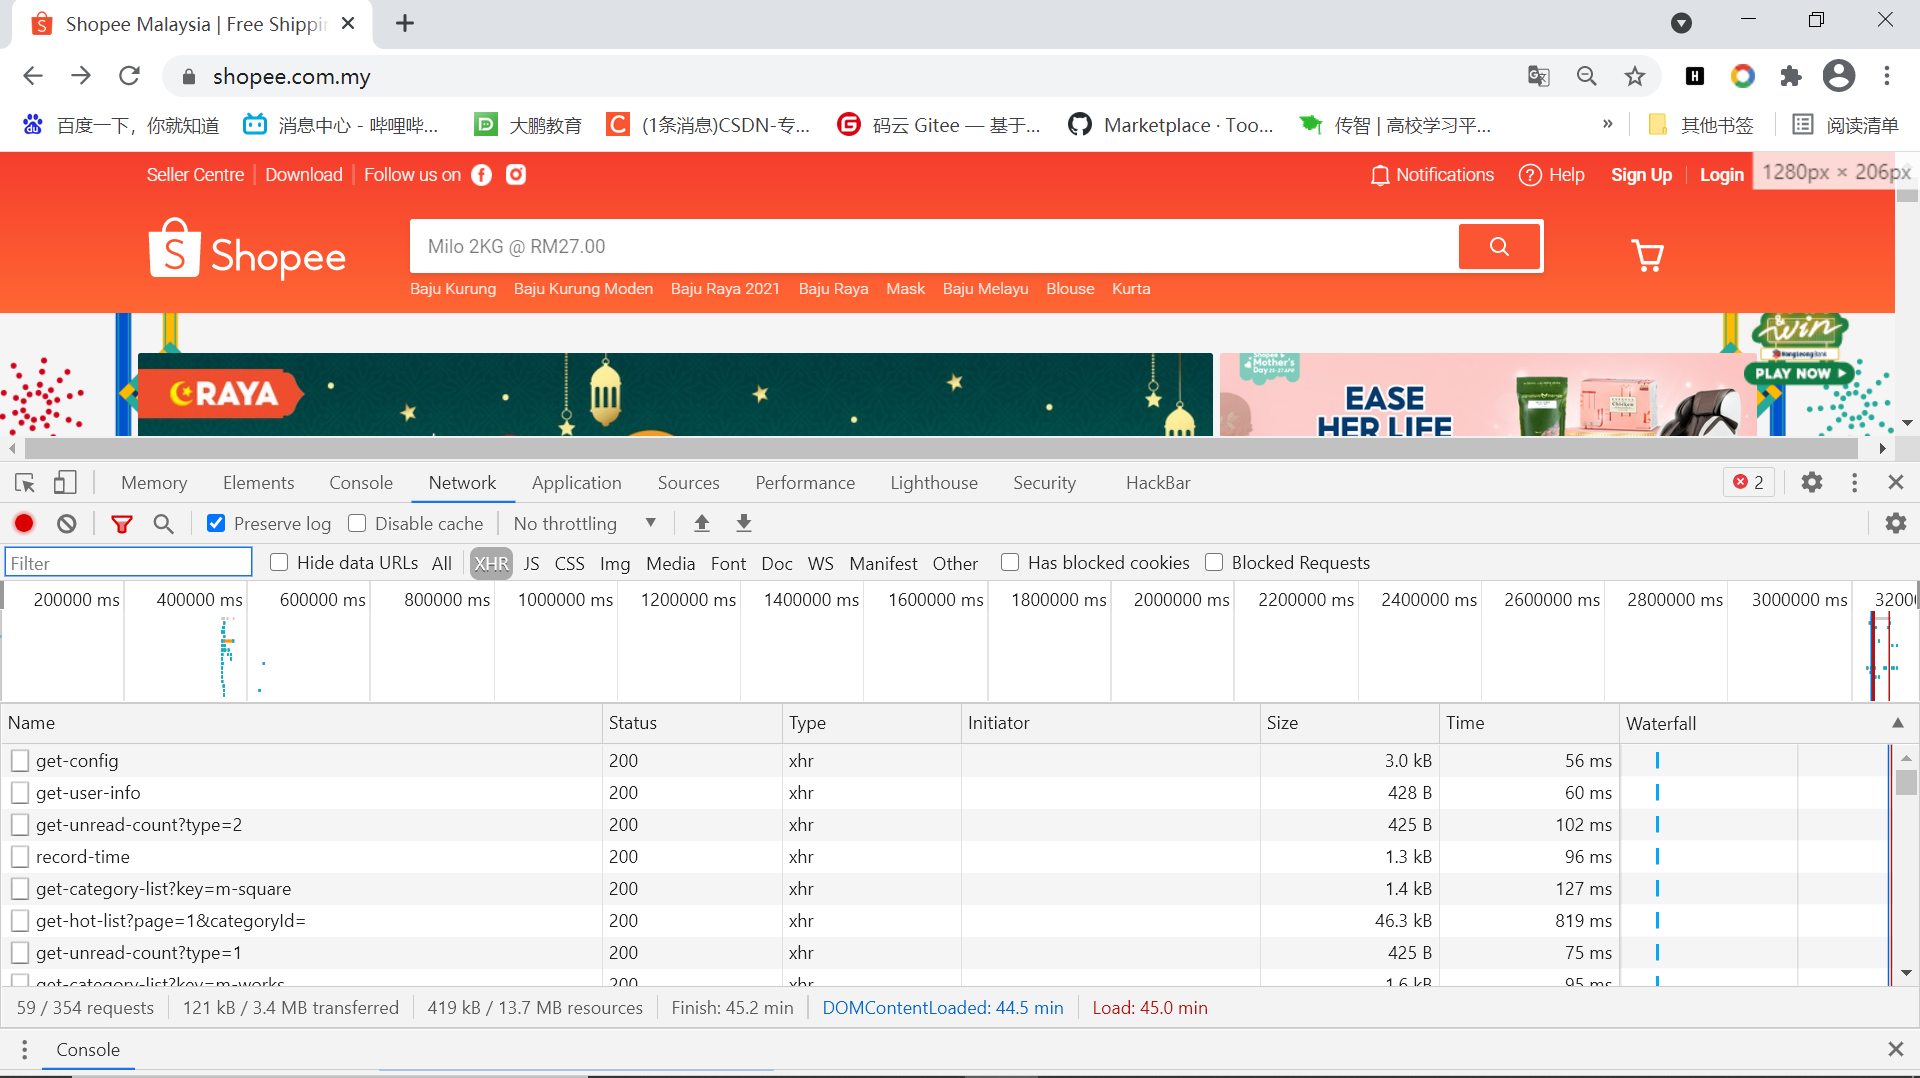 Shopee Malaysia | Free Shippin
shopee.com.my
百度一下，你就知道 消息中心 - 哔哩哔... 大鹏教育 (1条消息)CSDN-专... 码云 Gitee — 基于... Marketplace · Too... 传智 | 高校学习平... » 其他书签 阅读清单
Seller Centre Download Follow us on Notifications Help Sign Up Login 1280px × 206px
Shopee
Milo 2KG @ RM27.00
Baju Kurung Baju Kurung Moden Baju Raya 2021 Baju Raya Mask Baju Melayu Blouse Kurta
& win
HongLeong Bank
PLAY NOW
RAYA
Shopee
Mother's
Day 23-27 APR
EASE
HER LIFE
Memory Elements Console Network Application Sources Performance Lighthouse Security HackBar 2
Preserve log Disable cache No throttling
Filter Hide data URLs All XHR JS CSS Img Media Font Doc WS Manifest Other Has blocked cookies Blocked Requests
200000 ms 400000 ms 600000 ms 800000 ms 1000000 ms 1200000 ms 1400000 ms 1600000 ms 1800000 ms 2000000 ms 2200000 ms 2400000 ms 2600000 ms 2800000 ms 3000000 ms 3200
Name Status Type Initiator Size Time Waterfall
get-config 200 xhr 3.0 kB 56 ms
get-user-info 200 xhr 428 B 60 ms
get-unread-count?type=2 200 xhr 425 B 102 ms
record-time 200 xhr 1.3 kB 96 ms
get-category-list?key=m-square 200 xhr 1.4 kB 127 ms
get-hot-list?page=1&categoryId= 200 xhr 46.3 kB 819 ms
get-unread-count?type=1 200 xhr 425 B 75 ms
get-category-list?key=m-works 200 xhr 1.6 kB 95 ms
59 / 354 requests 121 kB / 3.4 MB transferred 419 kB / 13.7 MB resources Finish: 45.2 min DOMContentLoaded: 44.5 min Load: 45.0 min
Console